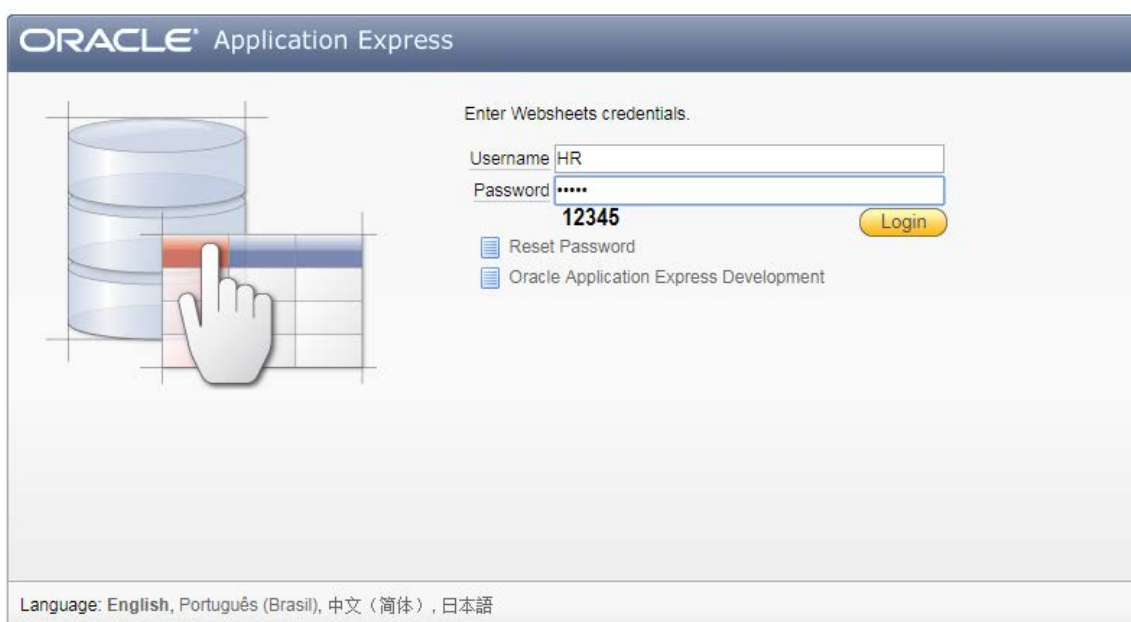 ORACLE® Application Express
Enter Websheets credentials.
Username HR
Password •••••
12345
Login
Reset Password
Oracle Application Express Development
Language: English, Português (Brasil), 中文（简体）, 日本語